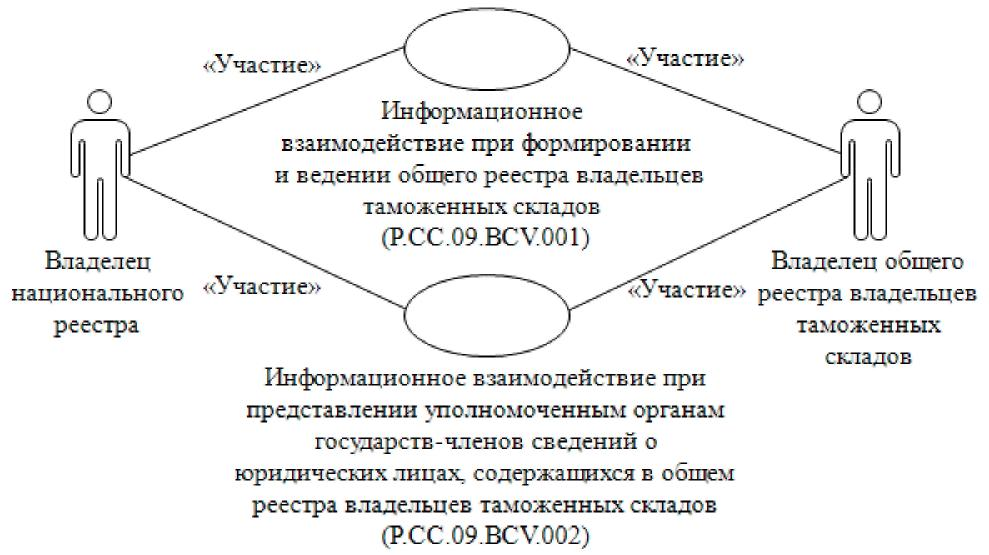 «Участие»
«Участие»
Информационное
взаимодействие при формировании
и ведении общего реестра владельцев
таможенных складов
(P.CC.09.BCV.001)
Владелец
национального
реестра
Владелец общего
реестра владельцев
таможенных
складов
«Участие»
«Участие»
Информационное взаимодействие при
представлении уполномоченным органам
государств-членов сведений о
юридических лицах, содержащихся в общем
реестра владельцев таможенных складов
(P.CC.09.BCV.002)